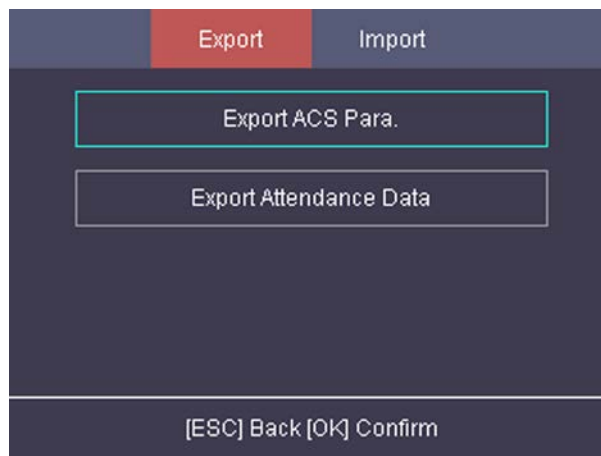 Export Import
Export ACS Para.
Export Attendance Data
[ESC] Back [OK] Confirm